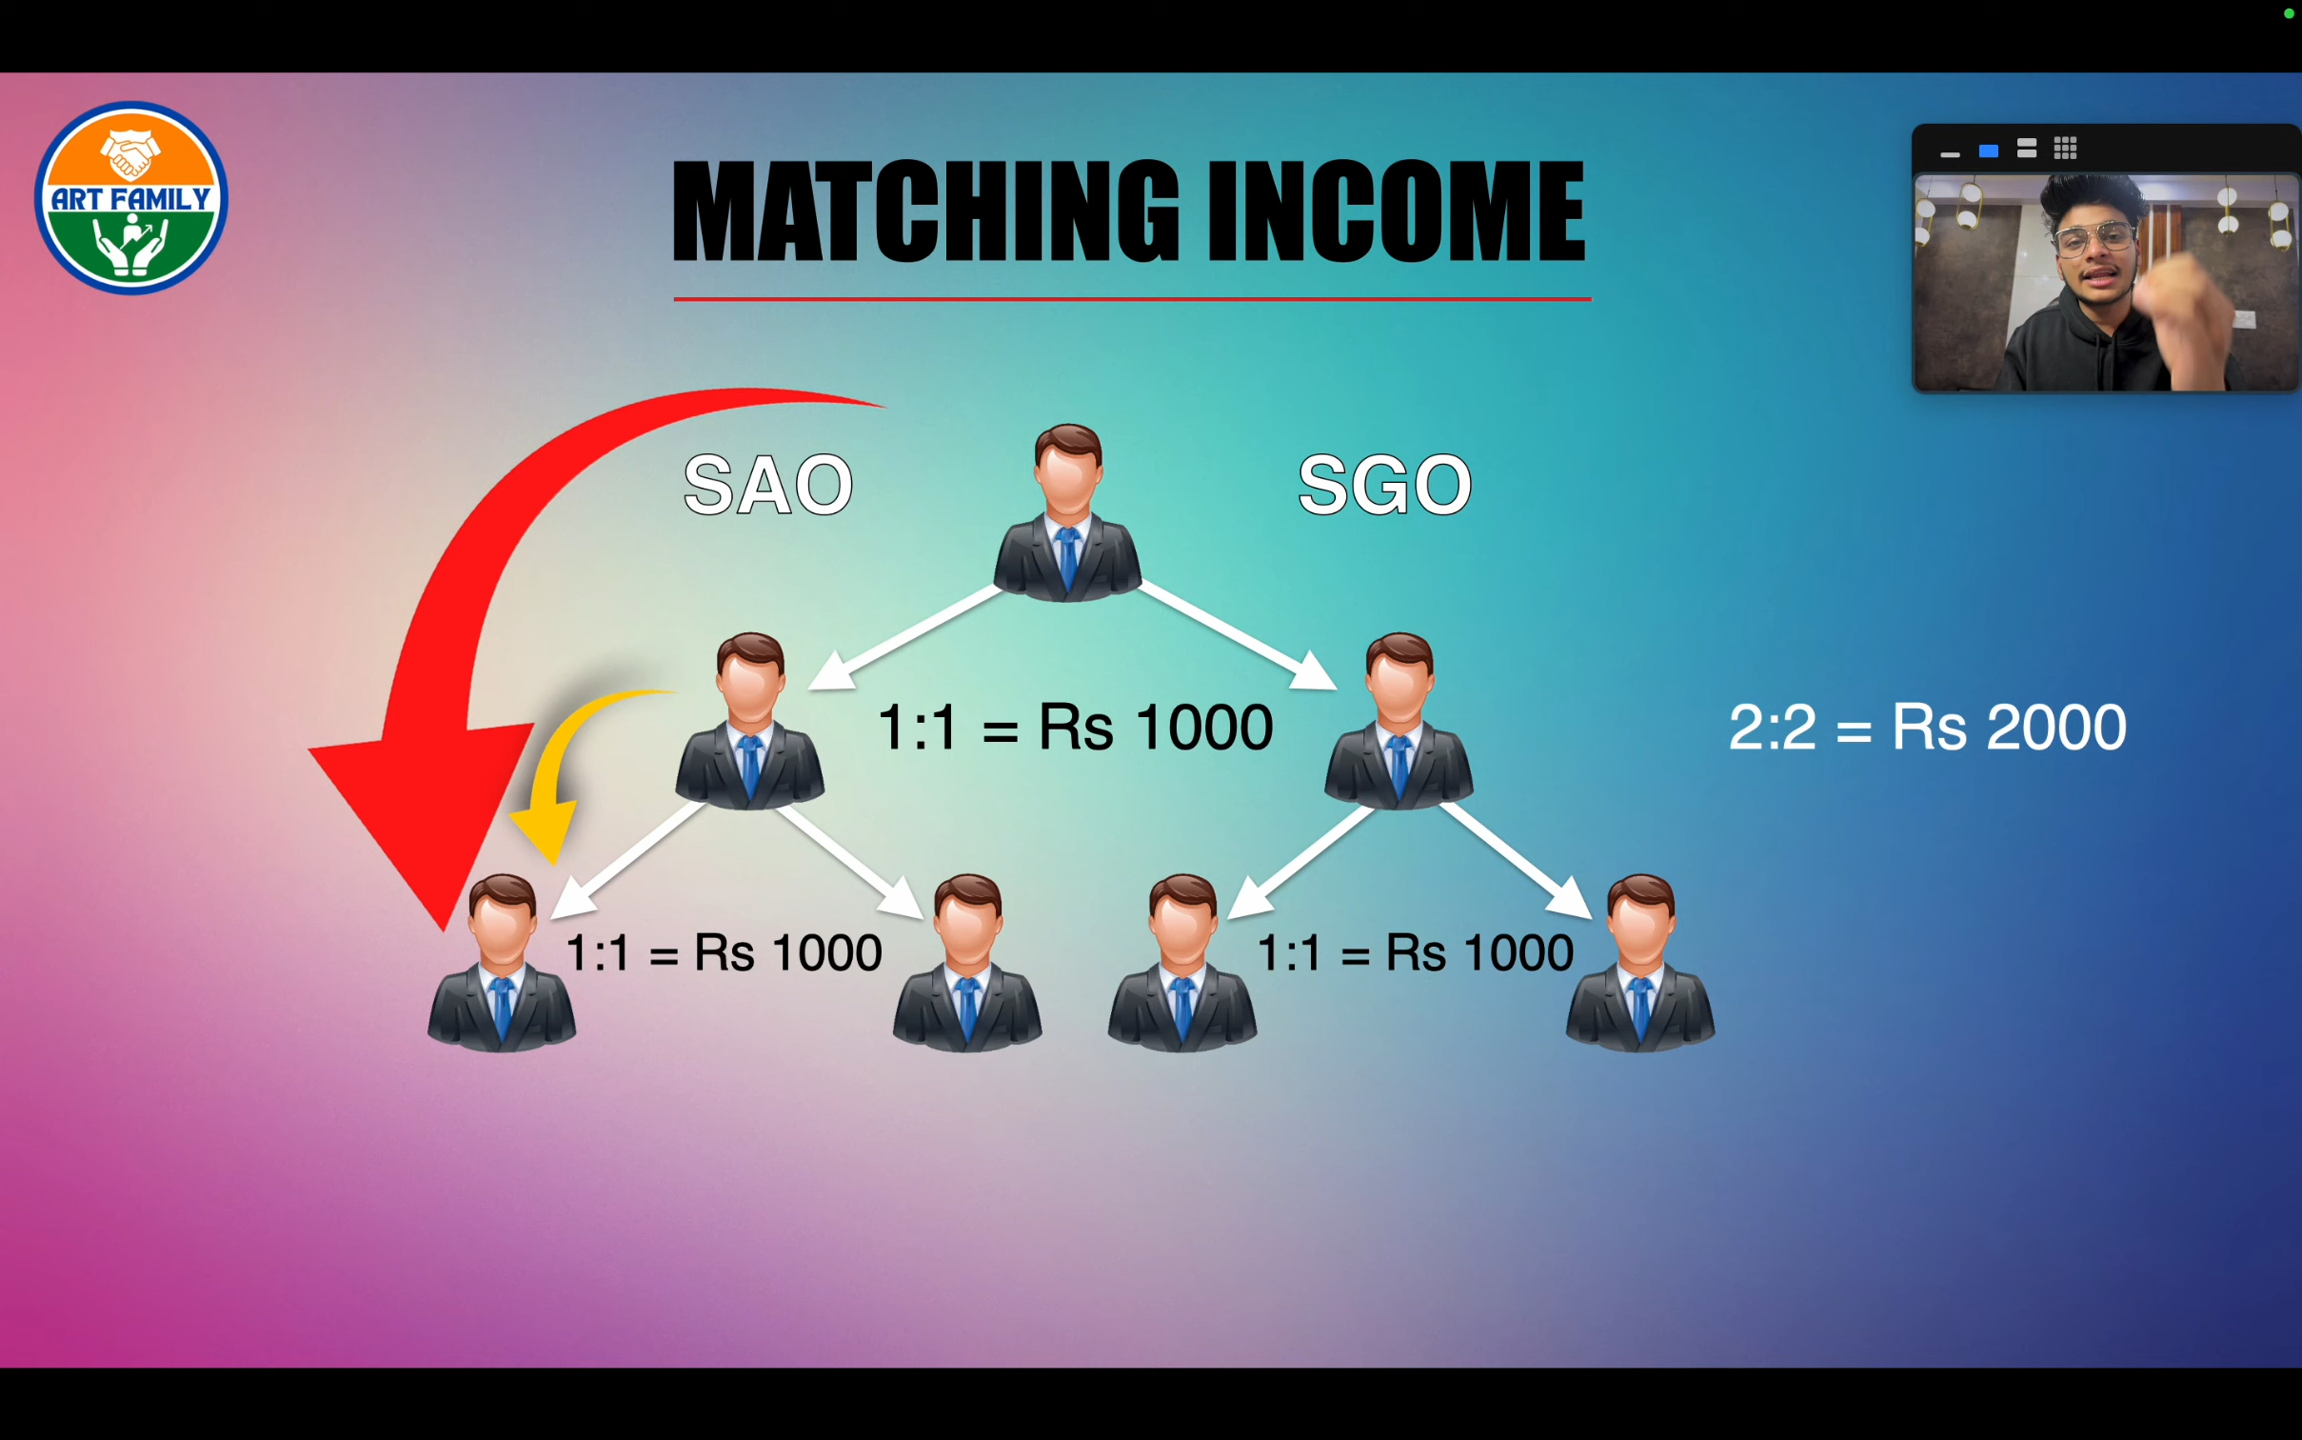 ART FAMILY
MATCHING INCOME
SAO
SGO
1:1 = Rs 1000
2:2 = Rs 2000
1:1 = Rs 1000
1:1 = Rs 1000